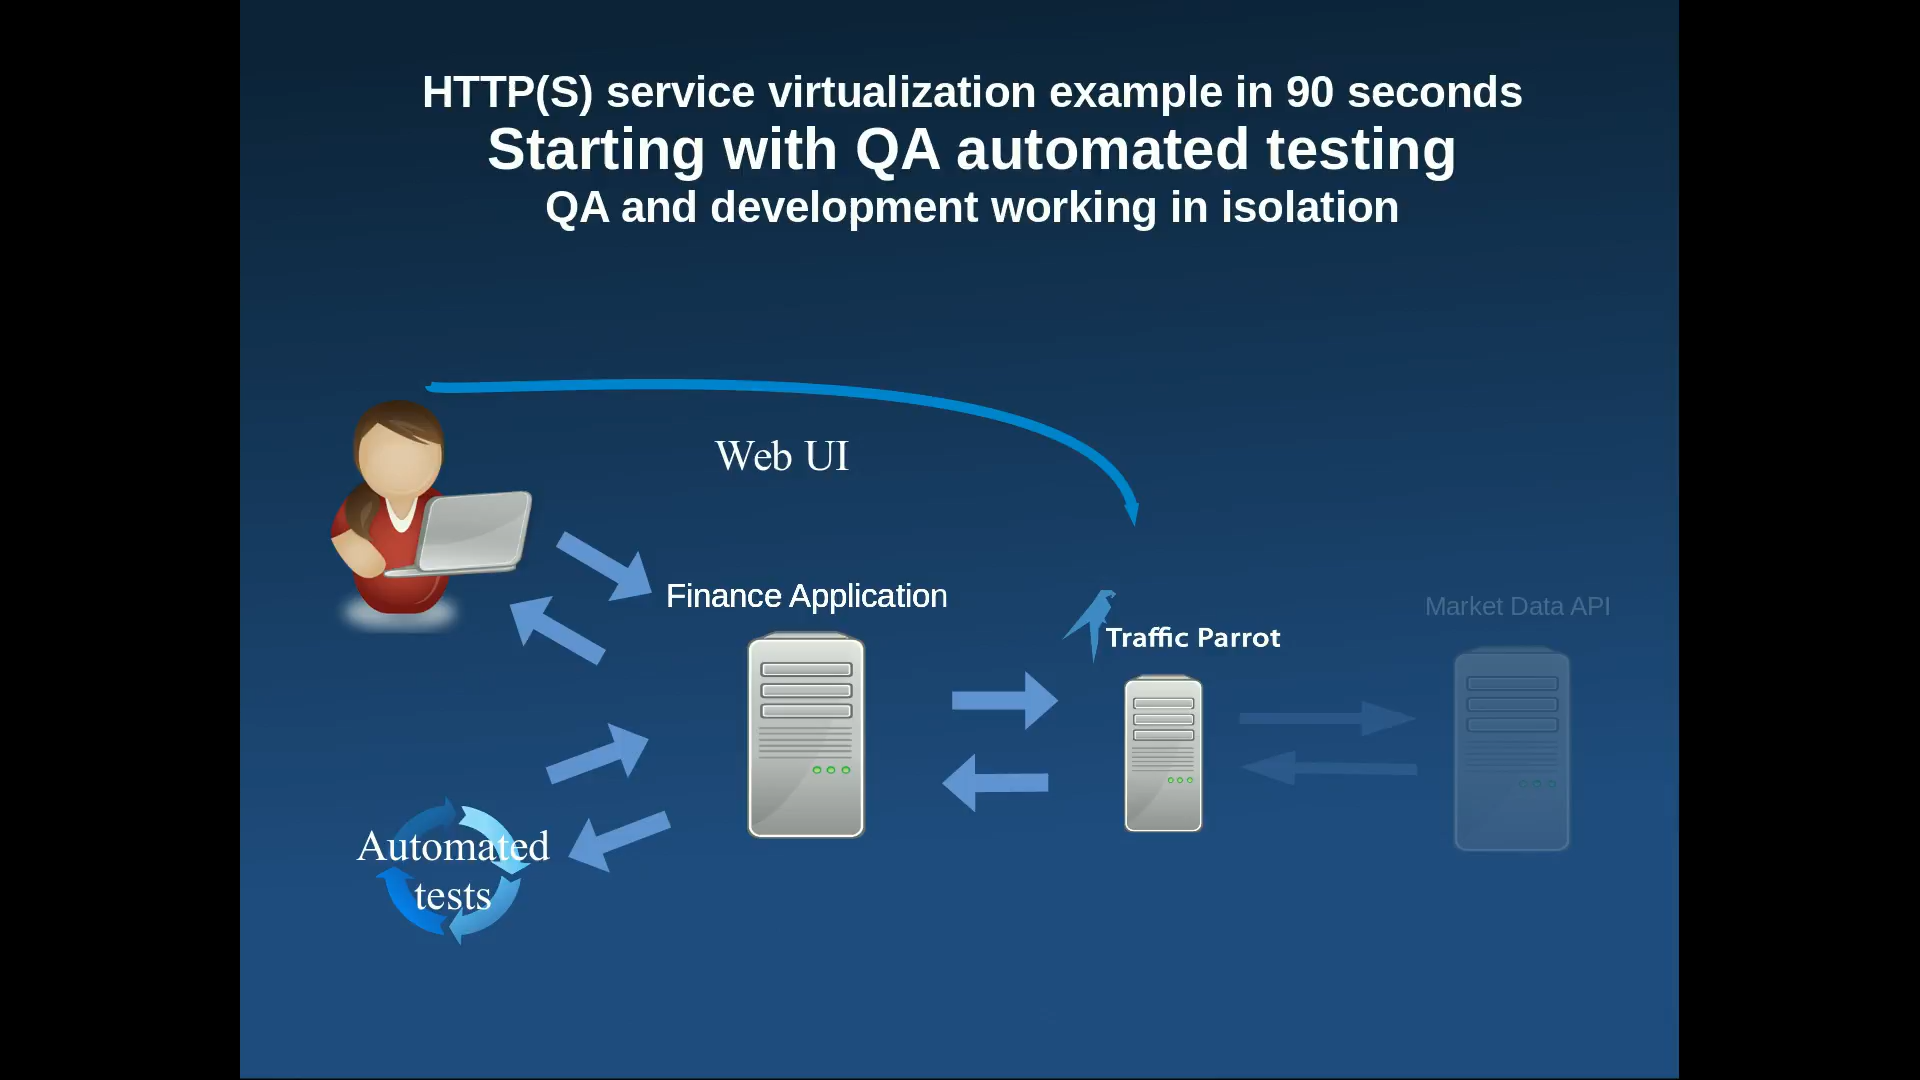 HTTP(S) service virtualization example in 90 seconds
Starting with QA automated testing
QA and development working in isolation
Web UI
Finance Application
Traffic Parrot
Market Data API
Automated
tests